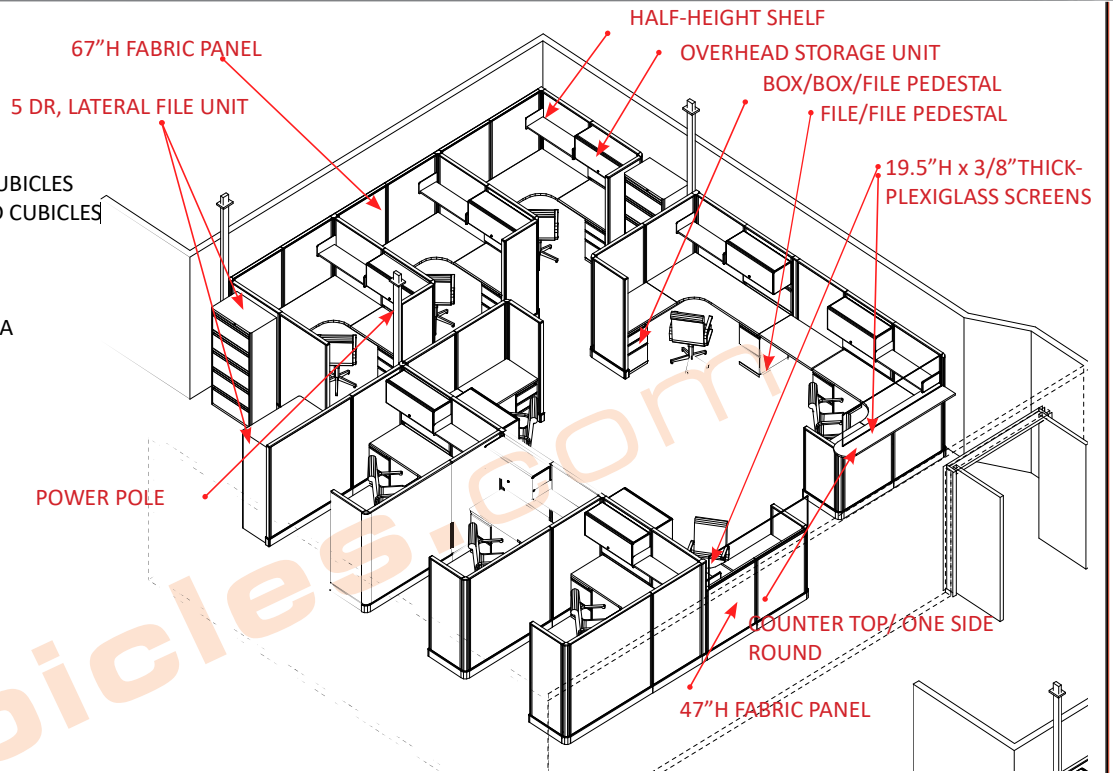 HALF-HEIGHT SHELF
67”H FABRIC PANEL
OVERHEAD STORAGE UNIT
BOX/BOX/FILE PEDESTAL
5 DR, LATERAL FILE UNIT
FILE/FILE PEDESTAL
19.5”H x 3/8”THICK-
PLEXIGLASS SCREENS
UBICLES
CUBICLES
A
POWER POLE
COUNTER TOP/ ONE SIDE
ROUND
47”H FABRIC PANEL
icles.com